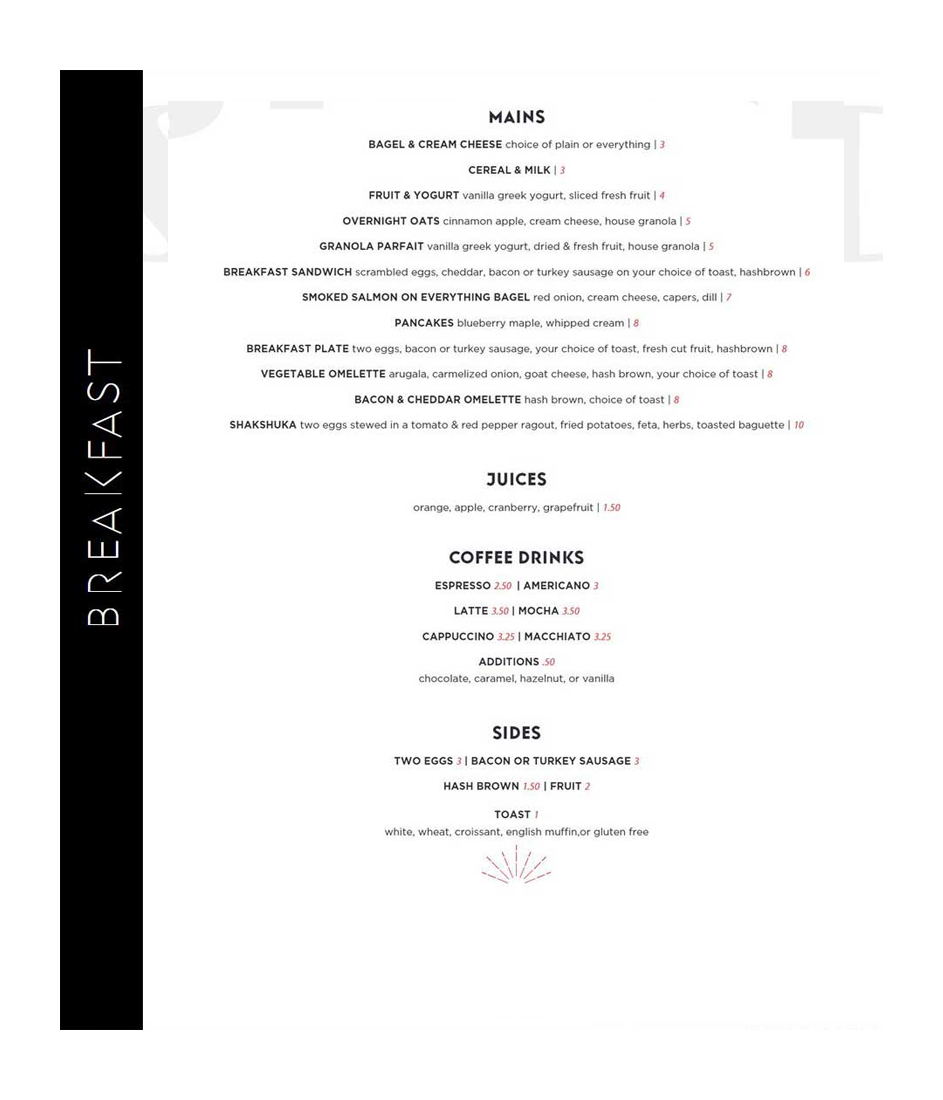 BREAKFAST
MAINS
BAGEL & CREAM CHEESE choice of plain or everything | 3
CEREAL & MILK | 3
FRUIT & YOGURT vanilla greek yogurt, sliced fresh fruit | 4
OVERNIGHT OATS cinnamon apple, cream cheese, house granola | 5
GRANOLA PARFAIT vanilla greek yogurt, dried & fresh fruit, house granola | 5
BREAKFAST SANDWICH scrambled eggs, cheddar, bacon or turkey sausage on your choice of toast, hashbrown | 6
SMOKED SALMON ON EVERYTHING BAGEL red onion, cream cheese, capers, dill | 7
PANCAKES blueberry maple, whipped cream | 8
BREAKFAST PLATE two eggs, bacon or turkey sausage, your choice of toast, fresh cut fruit, hashbrown | 8
VEGETABLE OMELETTE arugala, carmelized onion, goat cheese, hash brown, your choice of toast | 8
BACON & CHEDDAR OMELETTE hash brown, choice of toast | 8
SHAKSHUKA two eggs stewed in a tomato & red pepper ragout, fried potatoes, feta, herbs, toasted baguette | 10
JUICES
orange, apple, cranberry, grapefruit | 1.50
COFFEE DRINKS
ESPRESSO 2.50 | AMERICANO 3
LATTE 3.50 | MOCHA 3.50
CAPPUCCINO 3.25 | MACCHIATO 3.25
ADDITIONS .50
chocolate, caramel, hazelnut, or vanilla
SIDES
TWO EGGS 3 | BACON OR TURKEY SAUSAGE 3
HASH BROWN 1.50 | FRUIT 2
TOAST 1
white, wheat, croissant, english muffin,or gluten free